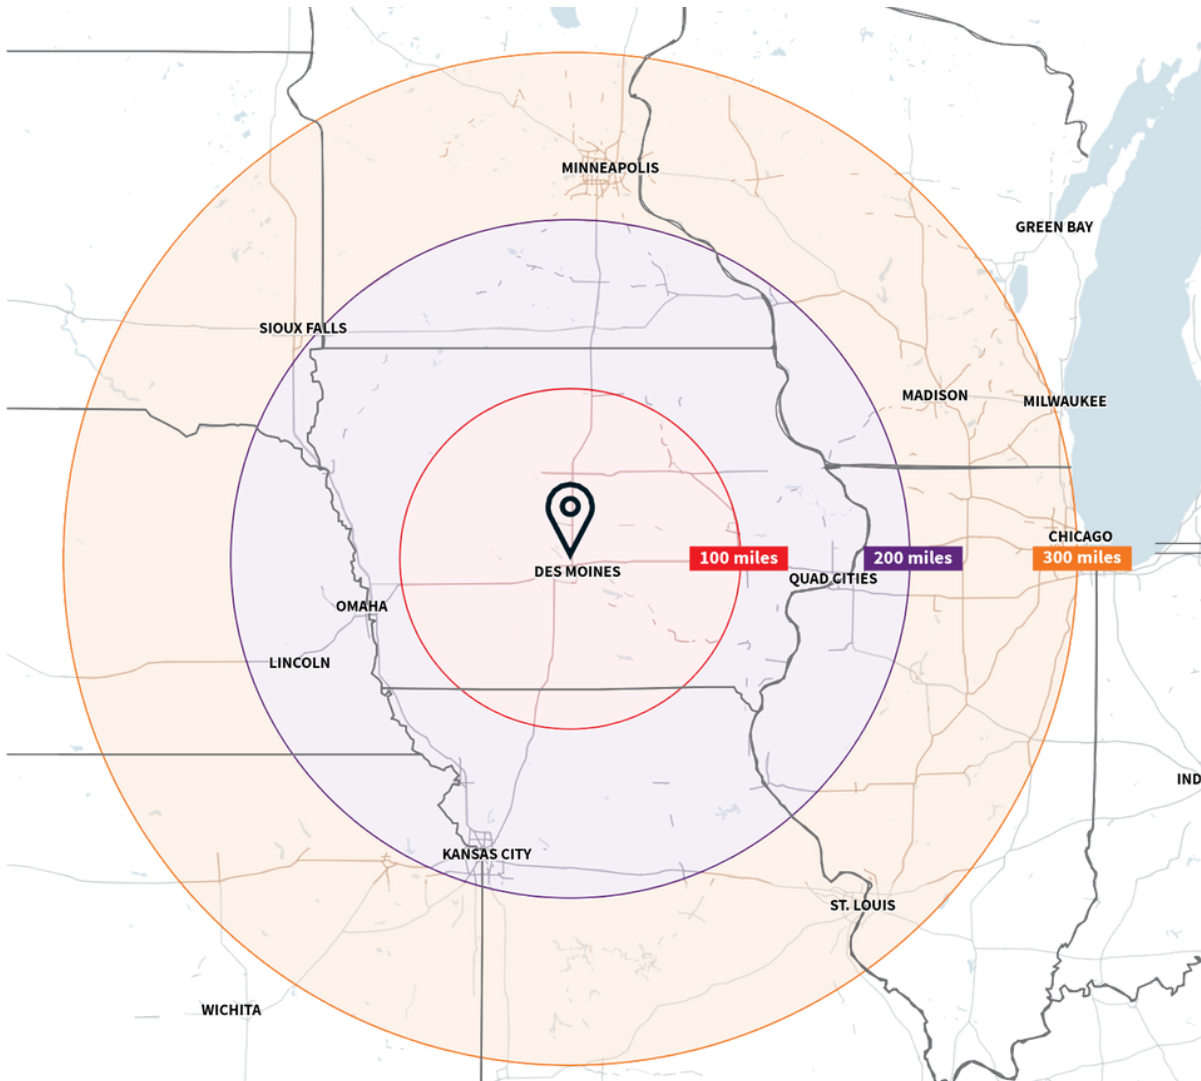 MINNEAPOLIS
GREEN BAY
SIOUX FALLS
MADISON
MILWAUKEE
CHICAGO
100 miles
200 miles
300 miles
DES MOINES
QUAD CITIES
OMAHA
LINCOLN
IND
KANSAS CITY
ST. LOUIS
WICHITA